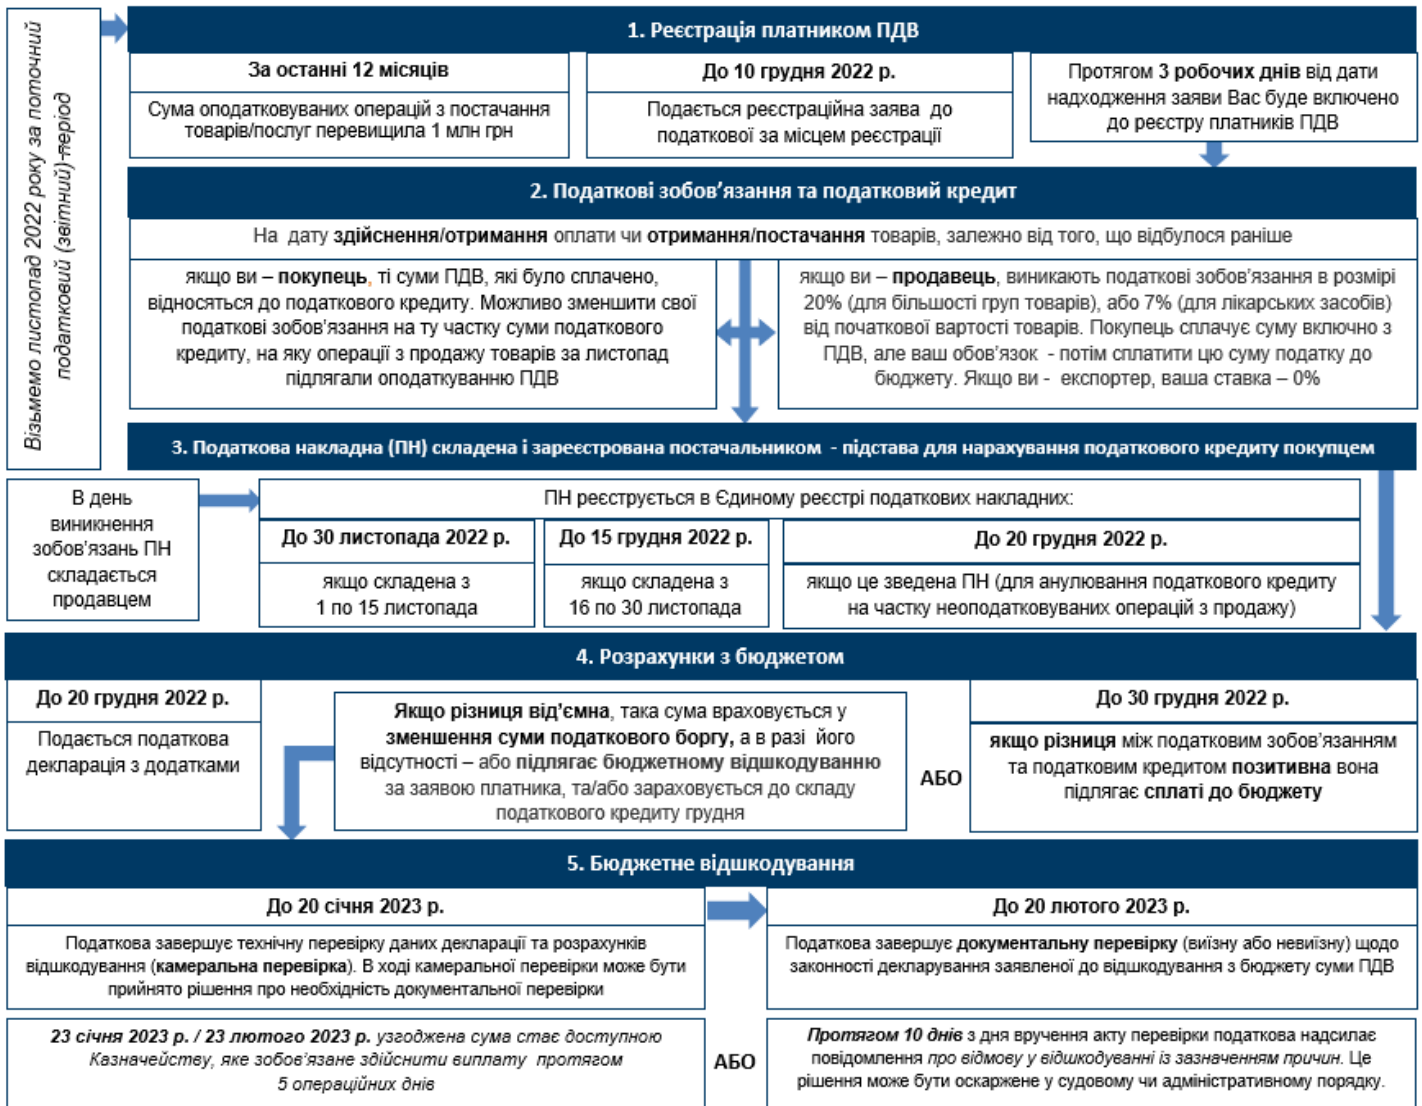 Візьмемо листопад 2022 року за поточний
податковий (звітний) період
1. Реєстрація платником ПДВ
За останні 12 місяців
Сума оподатковуваних операцій з постачання
товарів/послуг перевищила 1 млн грн
До 10 грудня 2022 р.
Подається реєстраційна заява до
податкової за місцем реєстрації
Протягом 3 робочих днів від дати
надходження заяви Вас буде включено
до реєстру платників ПДВ
2. Податкові зобов’язання та податковий кредит
На дату здійснення/отримання оплати чи отримання/постачання товарів, залежно від того, що відбулося раніше
якщо ви – покупець, ті суми ПДВ, які було сплачено,
відносяться до податкового кредиту. Можливо зменшити свої
податкові зобов’язання на ту частку суми податкового
кредиту, на яку операції з продажу товарів за листопад
підлягали оподаткуванню ПДВ
якщо ви – продавець, виникають податкові зобов’язання в розмірі
20% (для більшості груп товарів), або 7% (для лікарських засобів)
від початкової вартості товарів. Покупець сплачує суму включно з
ПДВ, але ваш обов’язок - потім сплатити цю суму податку до
бюджету. Якщо ви - експортер, ваша ставка – 0%
3. Податкова накладна (ПН) складена і зареєстрована постачальником - підстава для нарахування податкового кредиту покупцем
В день
виникнення
зобов’язань ПН
складається
продавцем
ПН реєструється в Єдиному реєстрі податкових накладних:
До 30 листопада 2022 р.
якщо складена з
1 по 15 листопада
До 15 грудня 2022 р.
якщо складена з
16 по 30 листопада
До 20 грудня 2022 р.
якщо це зведена ПН (для анулювання податкового кредиту
на частку неоподатковуваних операцій з продажу)
4. Розрахунки з бюджетом
До 20 грудня 2022 р.
Подається податкова
декларація з додатками
Якщо різниця від’ємна, така сума враховується у
зменшення суми податкового боргу, а в разі його
відсутності – або підлягає бюджетному відшкодуванню
за заявою платника, та/або зараховується до складу
податкового кредиту грудня
АБО
До 30 грудня 2022 р.
якщо різниця між податковим зобов’язанням
та податковим кредитом позитивна вона
підлягає сплаті до бюджету
5. Бюджетне відшкодування
До 20 січня 2023 р.
Податкова завершує технічну перевірку даних декларації та розрахунків
відшкодування (камеральна перевірка). В ході камеральної перевірки може бути
прийнято рішення про необхідність документальної перевірки
До 20 лютого 2023 р.
Податкова завершує документальну перевірку (виїзну або невиїзну) щодо
законності декларування заявленої до відшкодування з бюджету суми ПДВ
23 січня 2023 р. / 23 лютого 2023 р. узгоджена сума стає доступною
Казначейству, яке зобов’язане здійснити виплату протягом
5 операційних днів
АБО
Протягом 10 днів з дня вручення акту перевірки податкова надсилає
повідомлення про відмову у відшкодуванні із зазначенням причин. Це
рішення може бути оскаржене у судовому чи адміністративному порядку.